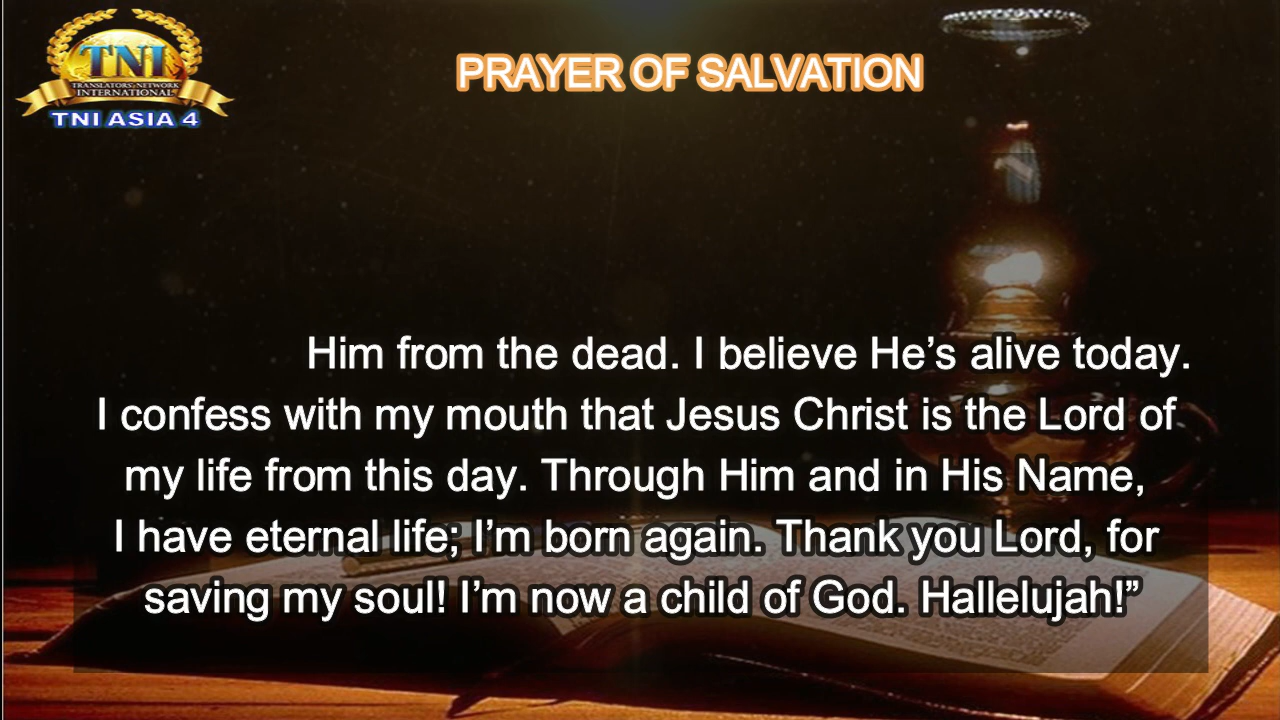 TNI
TRANSLATORS' NETWORK
INTERNATIONAL
TNI ASIA 4
PRAYER OF SALVATION
Him from the dead. I believe He’s alive today.
I confess with my mouth that Jesus Christ is the Lord of
my life from this day. Through Him and in His Name,
I have eternal life; I’m born again. Thank you Lord, for
saving my soul! I’m now a child of God. Hallelujah!”